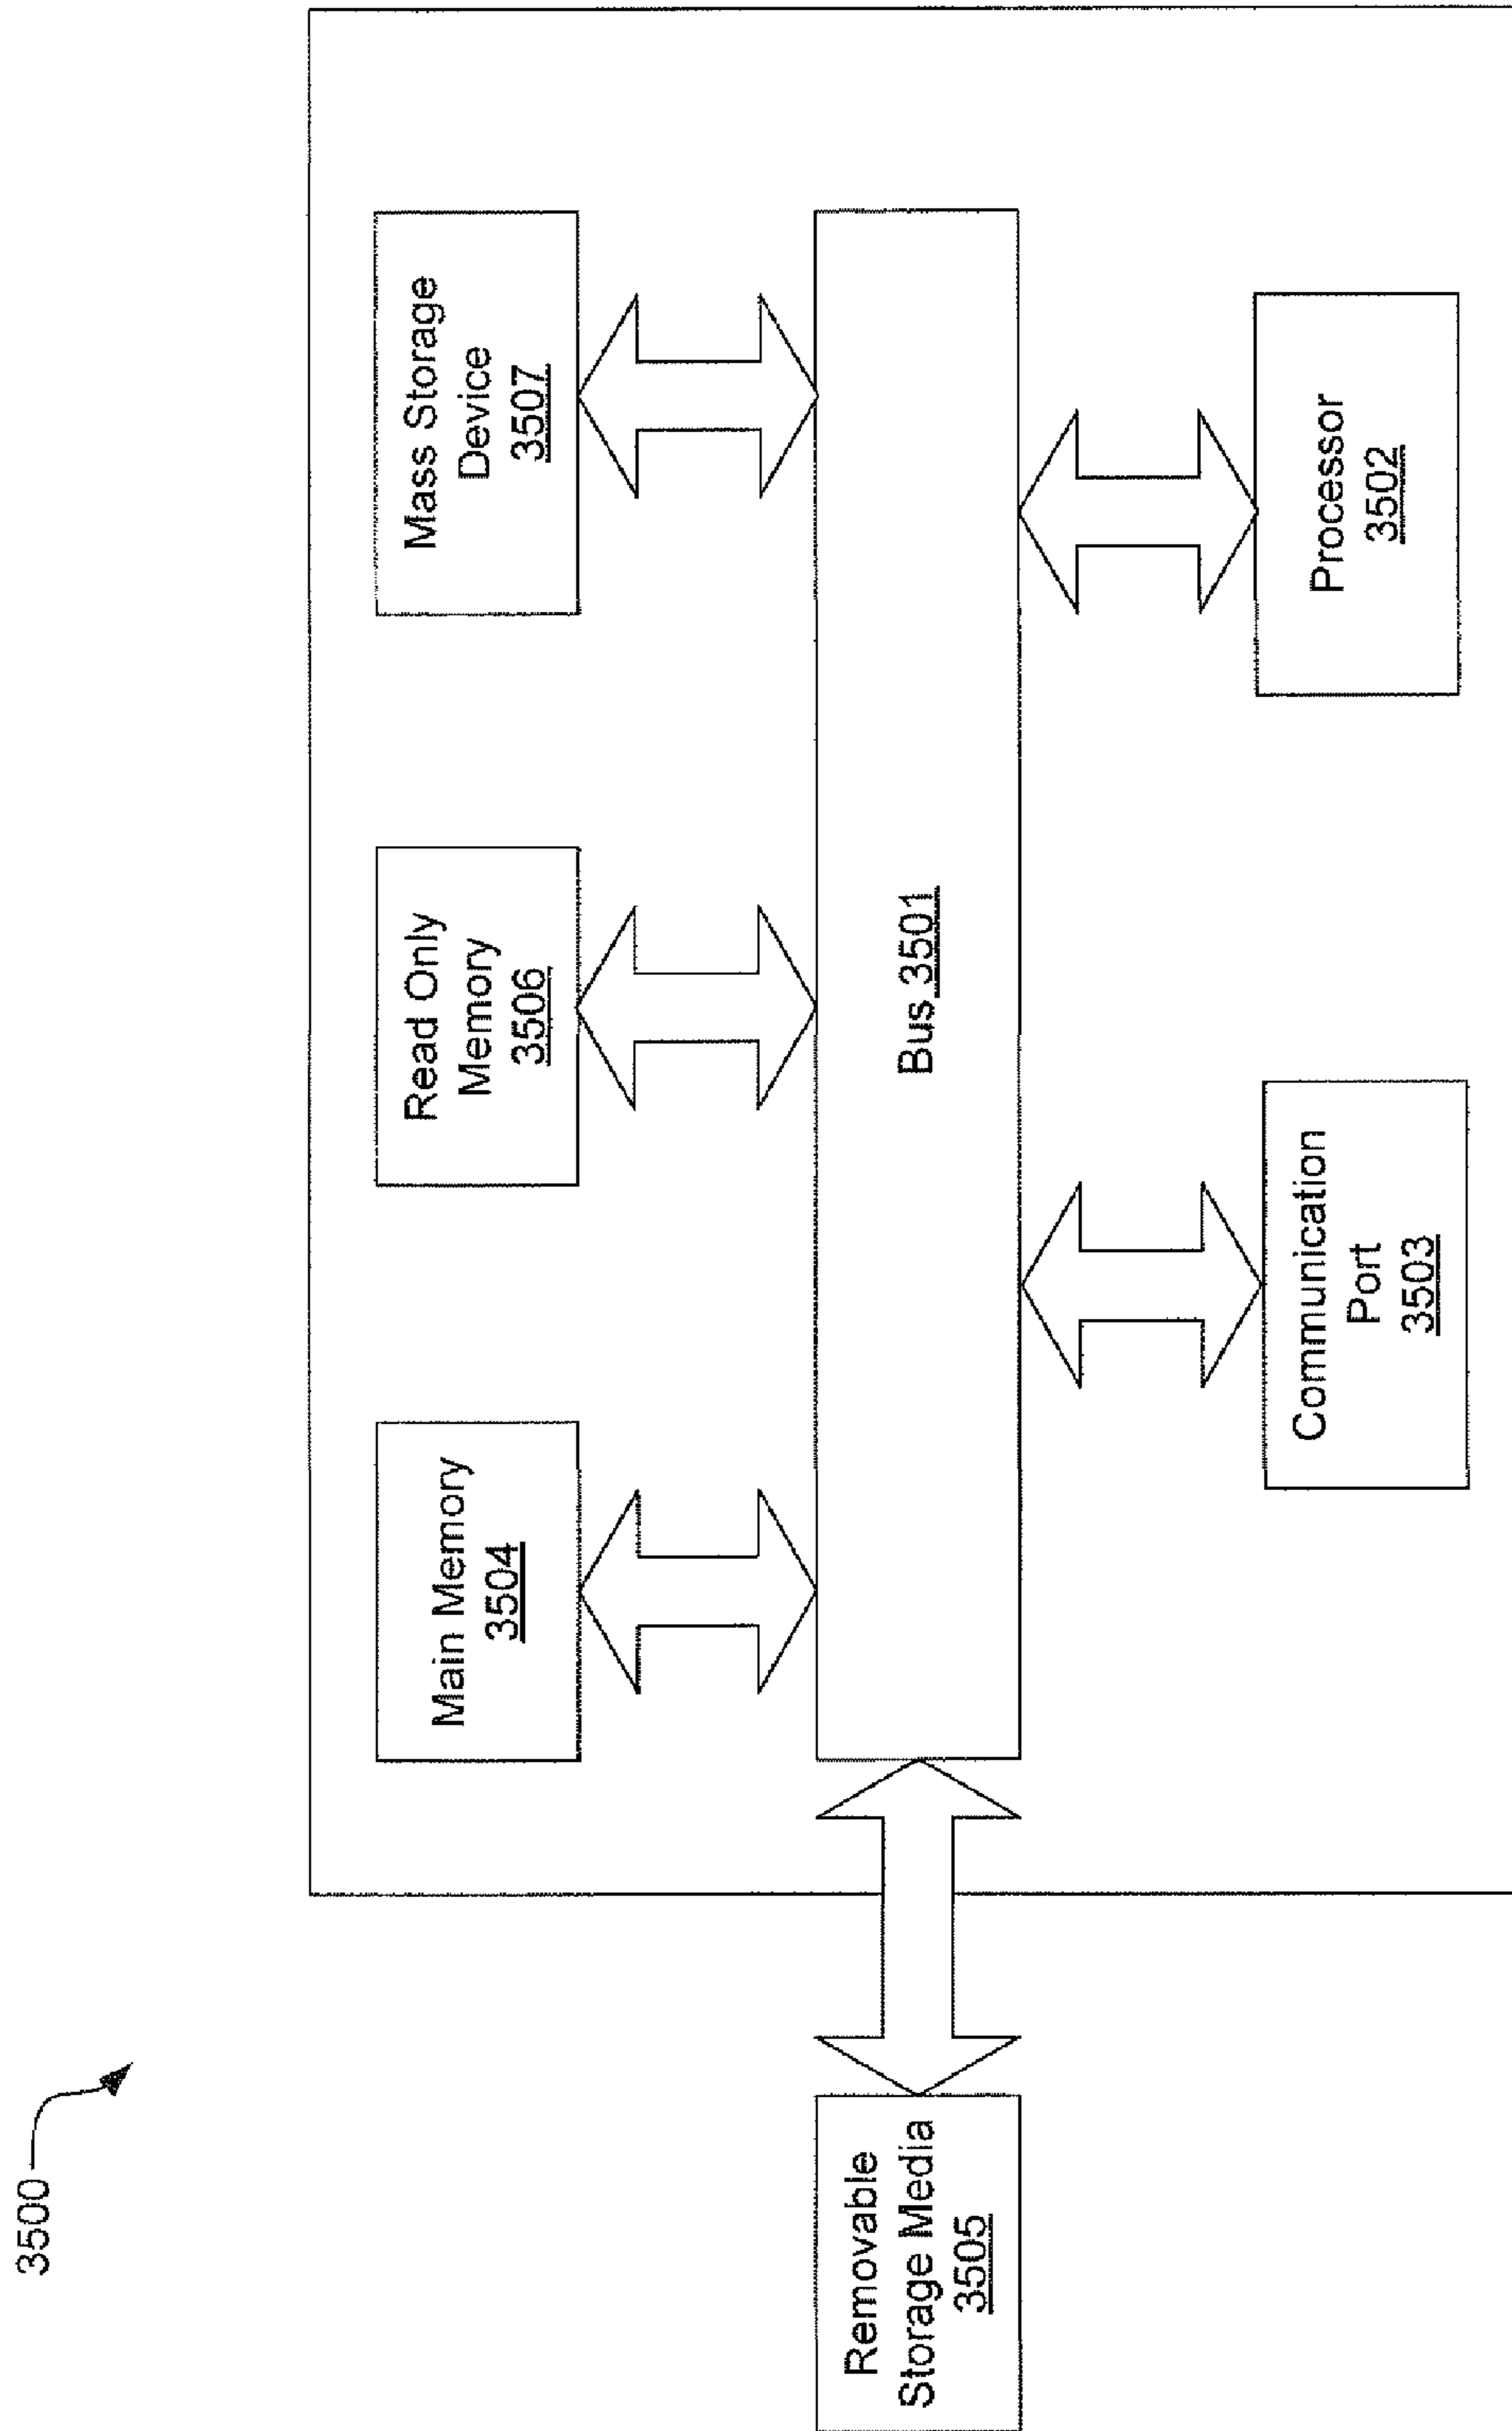 3500
Main Memory
3504
Read Only
Memory
3506
Mass Storage
Device
3507
Removable
Storage Media
3505
Bus 3501
Communication
Port
3503
Processor
3502